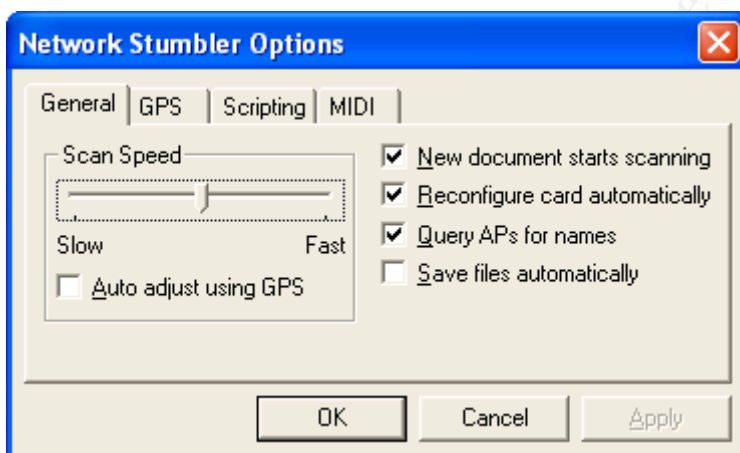 Network Stumbler Options
General GPS Scripting MIDI
Scan Speed
Slow Fast
Auto adjust using GPS
New document starts scanning
Reconfigure card automatically
Query APs for names
Save files automatically
OK Cancel Apply